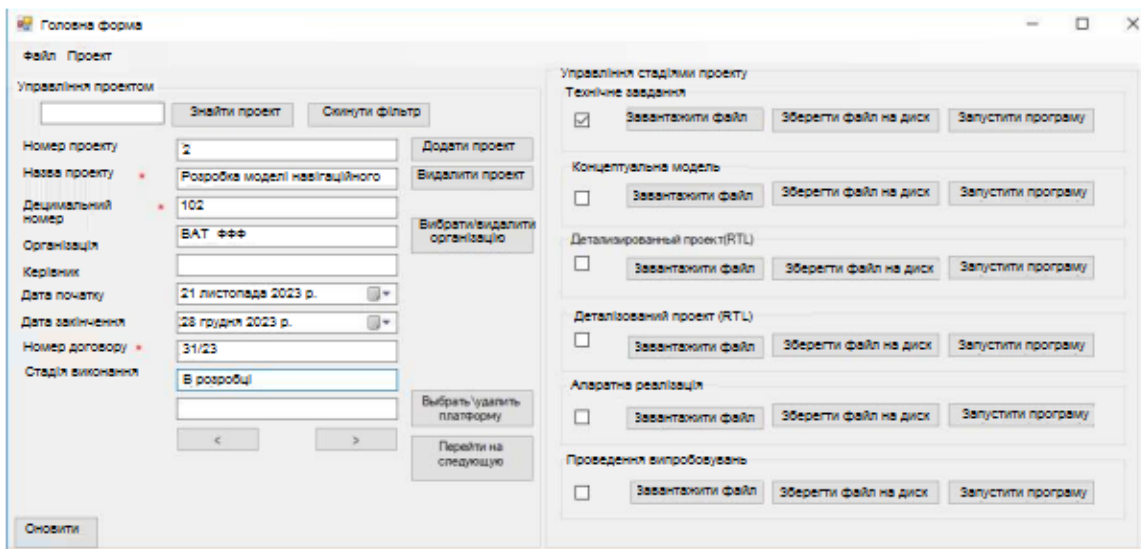 Головна форма
Файл Проект
Управління проектом
Знайти проект Скинути фільтр
Номер проекту 2 Додати проект
Назва проекту * Розробка моделі навігаційного Видалити проект
Децимальний номер * 102
Організація ВАТ ФФФ Вибрати/видалити організацію
Керівник
Дата початку 21 листопада 2023 р.
Дата закінчення 28 грудня 2023 р.
Номер договору * 31/23
Стадія виконання В розробці
Выбрать\удалить платформу
< > Перейти на следующую
Оновити
Управління стадіями проекту
Технічне завдання
Завантажити файл Зберегти файл на диск Запустити програму
Концептуальна модель
Завантажити файл Зберегти файл на диск Запустити програму
Детализированный проект(RTL)
Завантажити файл Зберегти файл на диск Запустити програму
Деталізований проект (RTL)
Завантажити файл Зберегти файл на диск Запустити програму
Апаратна реалізація
Завантажити файл Зберегти файл на диск Запустити програму
Проведення випробовувань
Завантажити файл Зберегти файл на диск Запустити програму